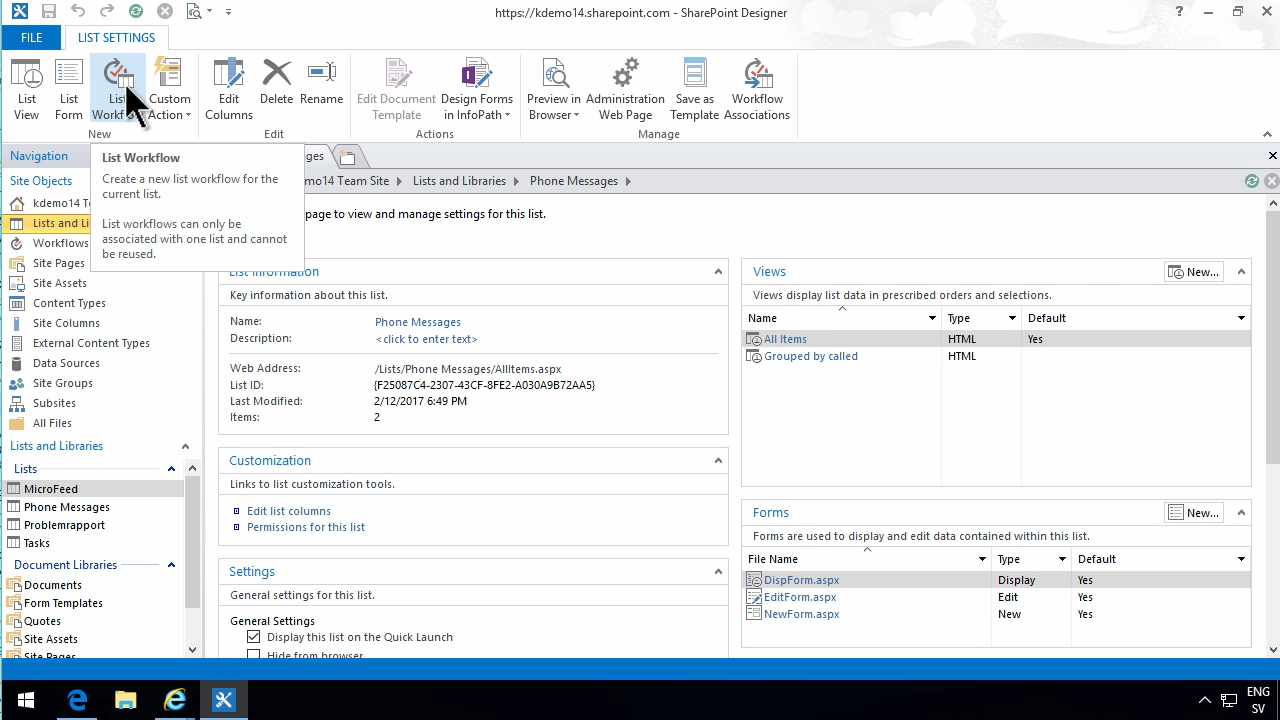 https://kdemo14.sharepoint.com - SharePoint Designer
?
FILE
LIST SETTINGS
List View
List Form
List
Custom Action
Edit Columns
Delete
Rename
Edit Document Template
Design Forms in InfoPath
Preview in Browser
Administration Web Page
Save as Template
Workflow Associations
New
Edit
Actions
Manage
Navigation
Site Objects
kdemo14
Workflows
Site Pages
Site Assets
Content Types
Site Columns
External Content Types
Data Sources
Site Groups
Subsites
All Files
Lists and Libraries
Lists
MicroFeed
Phone Messages
Problemrapport
Tasks
Document Libraries
Documents
Form Templates
Quotes
Site Assets
Site Pages
List Workflow
Create a new list workflow for the
current list.
List workflows can only be
associated with one list and cannot
be reused.
Team Site
Lists and Libraries
Phone Messages
page to view and manage settings for this list.
List Information
Key information about this list.
Name: Phone Messages
Description: <click to enter text>
Web Address: /Lists/Phone Messages/AllItems.aspx
List ID: {F25087C4-2307-43CF-8FE2-A030A9B72AA5}
Last Modified: 2/12/2017 6:49 PM
Items: 2
Customization
Links to list customization tools.
Edit list columns
Permissions for this list
Settings
General settings for this list.
General Settings
Display this list on the Quick Launch
Hide from browser
Views
New...
Views display list data in prescribed orders and selections.
Name Type Default
All Items HTML Yes
Grouped by called HTML
Forms
New...
Forms are used to display and edit data contained within this list.
File Name Type Default
DispForm.aspx Display Yes
EditForm.aspx Edit Yes
NewForm.aspx New Yes
ENG
SV